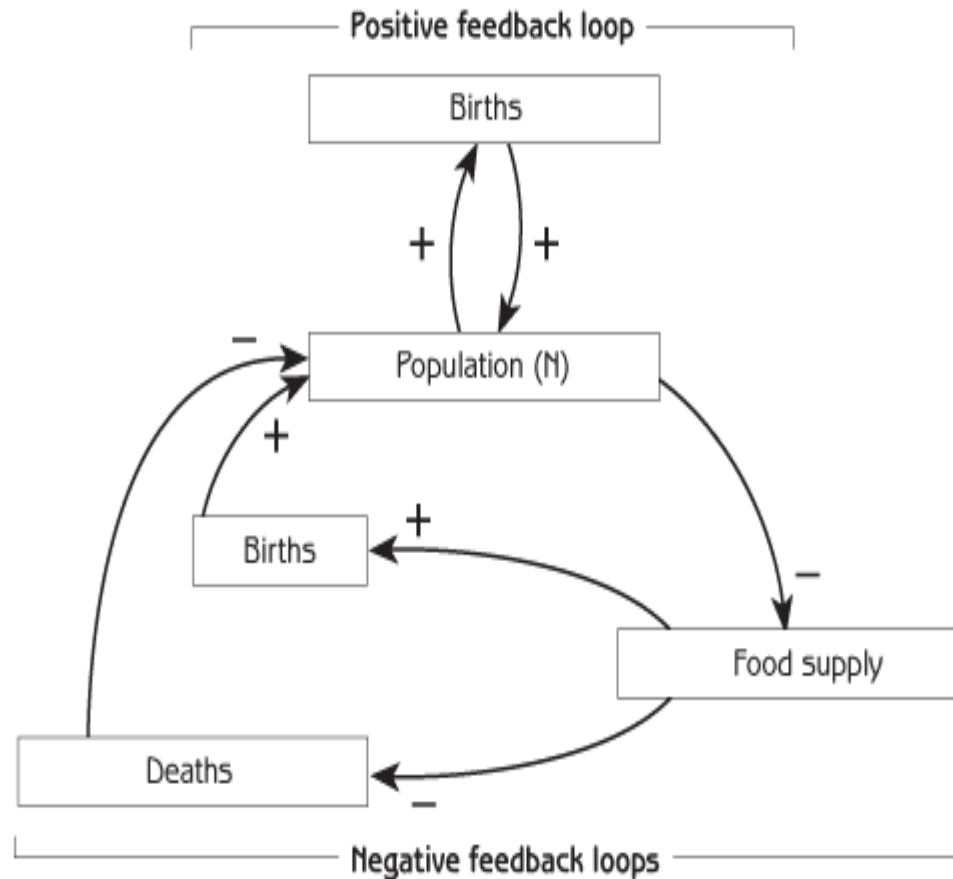 Positive feedback loop
Births
+ +
Population (N)
−
+
Births
+
−
Food supply
Deaths
−
Negative feedback loops